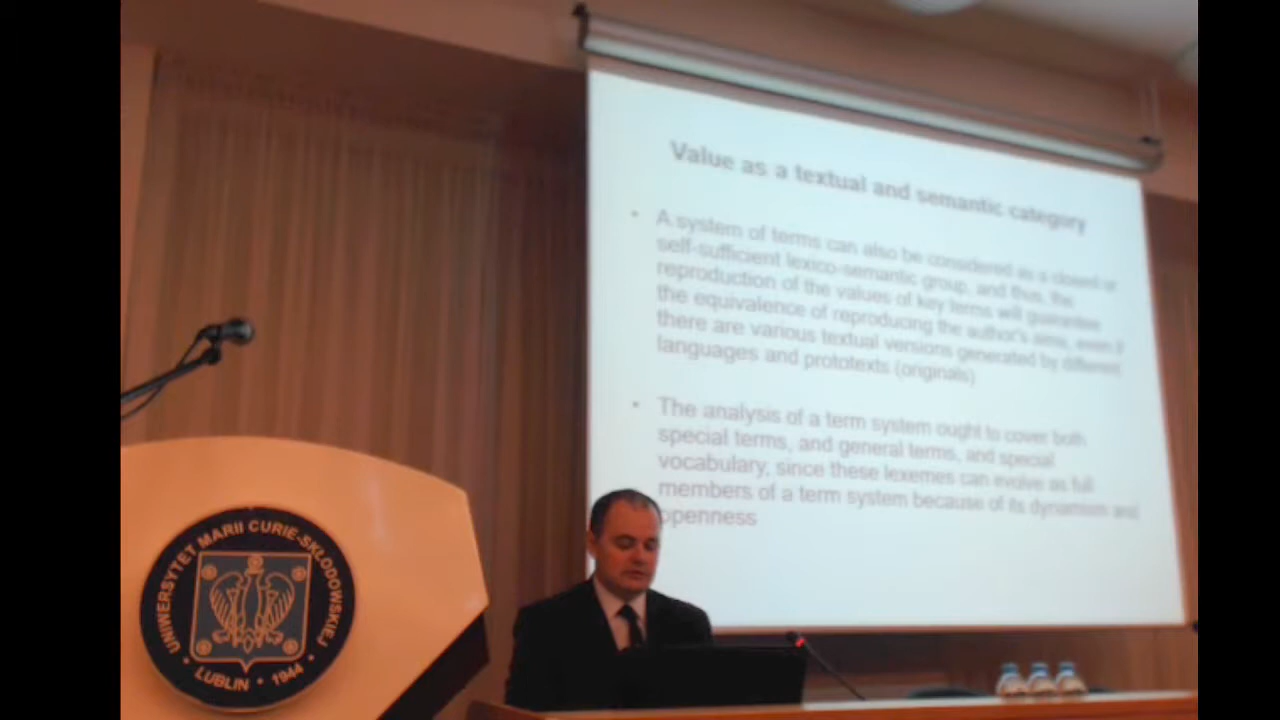 Value as a textual and semantic category
• A system of terms can also be considered as a closed or
self-sufficient lexico-semantic group, and thus, the
reproduction of the values of key terms will guarantee
the equivalence of reproducing the author's aims, even if
there are various textual versions generated by different
languages and prototexts (originals)
• The analysis of a term system ought to cover both
special terms, and general terms, and special
vocabulary, since these lexemes can evolve as full
members of a term system because of its dynamism and
openness
UNIWERSYTET MARII CURIE-SKŁODOWSKIEJ
• LUBLIN • 1944 •